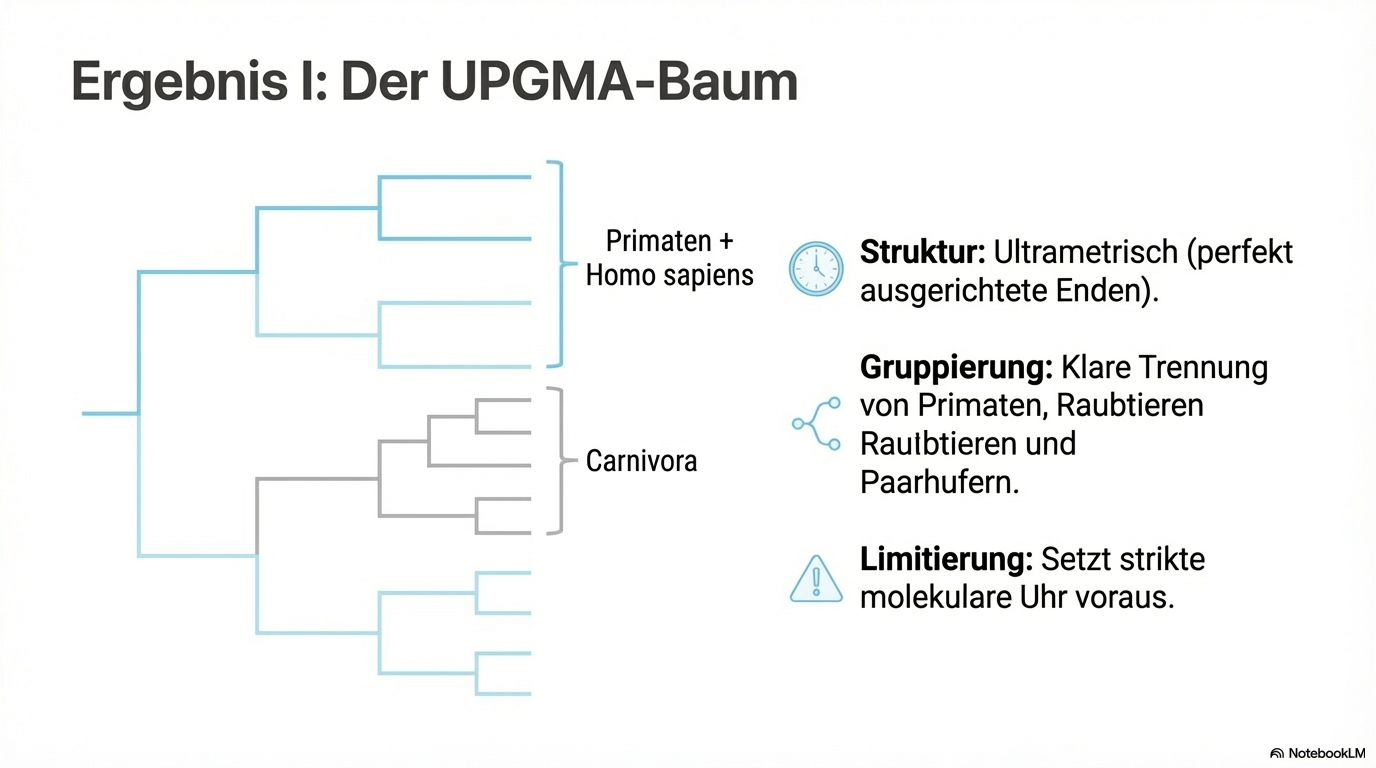 Ergebnis I: Der UPGMA-Baum
Primaten +
Homo sapiens
Carnivora
Struktur: Ultrametrisch (perfekt
ausgerichtete Enden).
Gruppierung: Klare Trennung
von Primaten, Raubtieren
Rautbtieren und
Paarhufern.
Limitierung: Setzt strikte
molekulare Uhr voraus.
NotebookLM